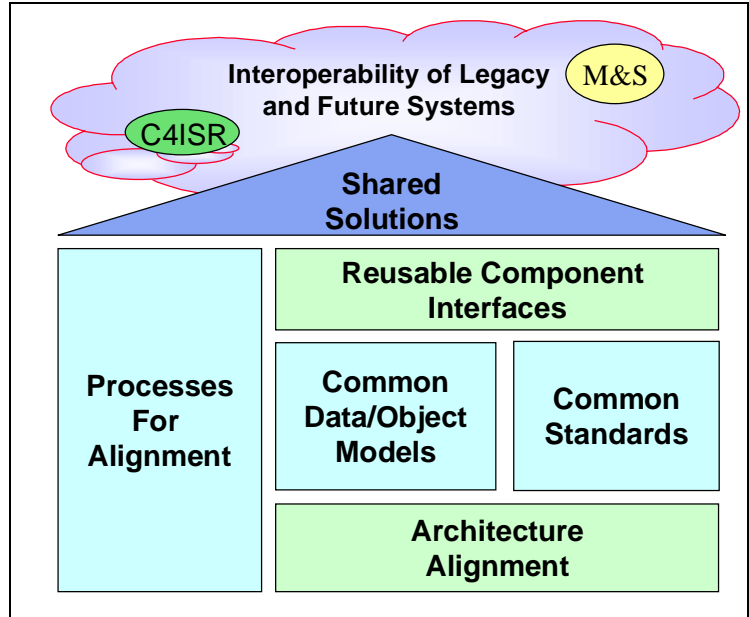 Interoperability of Legacy
and Future Systems
M&S
C4ISR
Shared
Solutions
Processes
For
Alignment
Reusable Component
Interfaces
Common
Data/Object
Models
Common
Standards
Architecture
Alignment